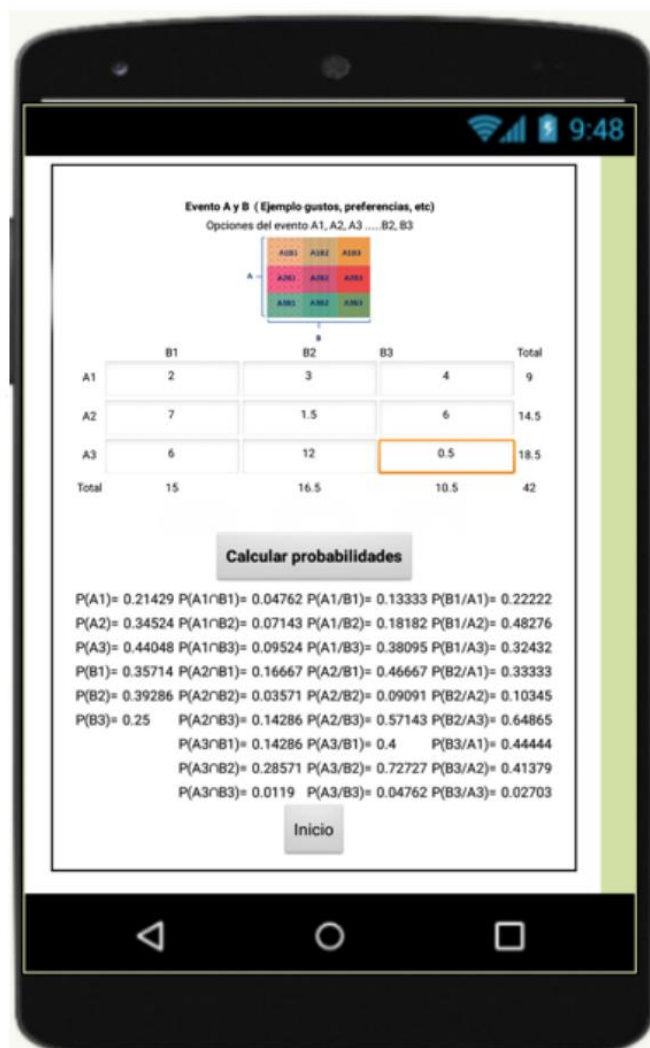 9:48
Evento A y B ( Ejemplo gustos, preferencias, etc)
Opciones del evento A1, A2, A3 .....B2, B3
A1B1 A1B2 A1B3
A A2B1 A2B2 A2B3
A3B1 A3B2 A3B3
B
B1 B2 B3 Total
A1 2 3 4 9
A2 7 1.5 6 14.5
A3 6 12 0.5 18.5
Total 15 16.5 10.5 42
Calcular probabilidades
P(A1)= 0.21429 P(A1∩B1)= 0.04762 P(A1/B1)= 0.13333 P(B1/A1)= 0.22222
P(A2)= 0.34524 P(A1∩B2)= 0.07143 P(A1/B2)= 0.18182 P(B1/A2)= 0.48276
P(A3)= 0.44048 P(A1∩B3)= 0.09524 P(A1/B3)= 0.38095 P(B1/A3)= 0.32432
P(B1)= 0.35714 P(A2∩B1)= 0.16667 P(A2/B1)= 0.46667 P(B2/A1)= 0.33333
P(B2)= 0.39286 P(A2∩B2)= 0.03571 P(A2/B2)= 0.09091 P(B2/A2)= 0.10345
P(B3)= 0.25 P(A2∩B3)= 0.14286 P(A2/B3)= 0.57143 P(B2/A3)= 0.64865
P(A3∩B1)= 0.14286 P(A3/B1)= 0.4 P(B3/A1)= 0.44444
P(A3∩B2)= 0.28571 P(A3/B2)= 0.72727 P(B3/A2)= 0.41379
P(A3∩B3)= 0.0119 P(A3/B3)= 0.04762 P(B3/A3)= 0.02703
Inicio